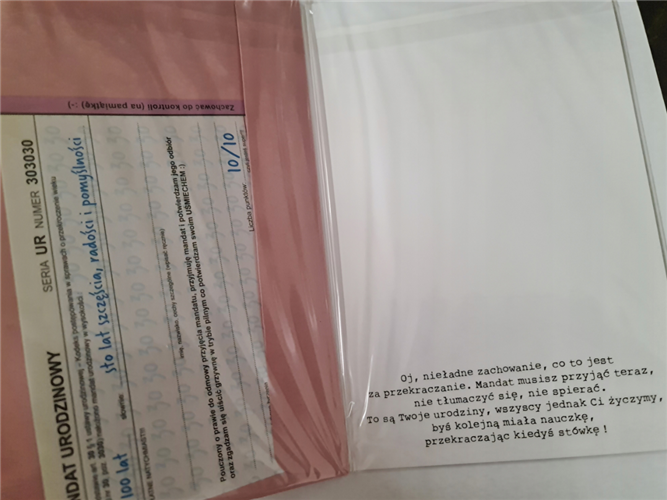 Zachować do kontroli (na pamiątkę) :-)
SERIA UR NUMER 303030
MANDAT URODZINOWY
100 lat słownie: sto lat szczęścia, radości i pomyślności
Pouczony o prawie do odmowy przyjęcia mandatu, przyjmuję mandat i potwierdzam jego odbiór
oraz zgadzam się uiścić grzywnę w trybie pilnym co potwierdzam swoim UŚMIECHEM :)
10/10
Liczba punktów
Oj, nieładne zachowanie, co to jest
za przekraczanie. Mandat musisz przyjąć teraz,
nie tłumaczyć się, nie spierać.
To są Twoje urodziny, wszyscy jednak Ci życzymy,
byś kolejną miała nauczkę,
przekraczając kiedyś stówkę !